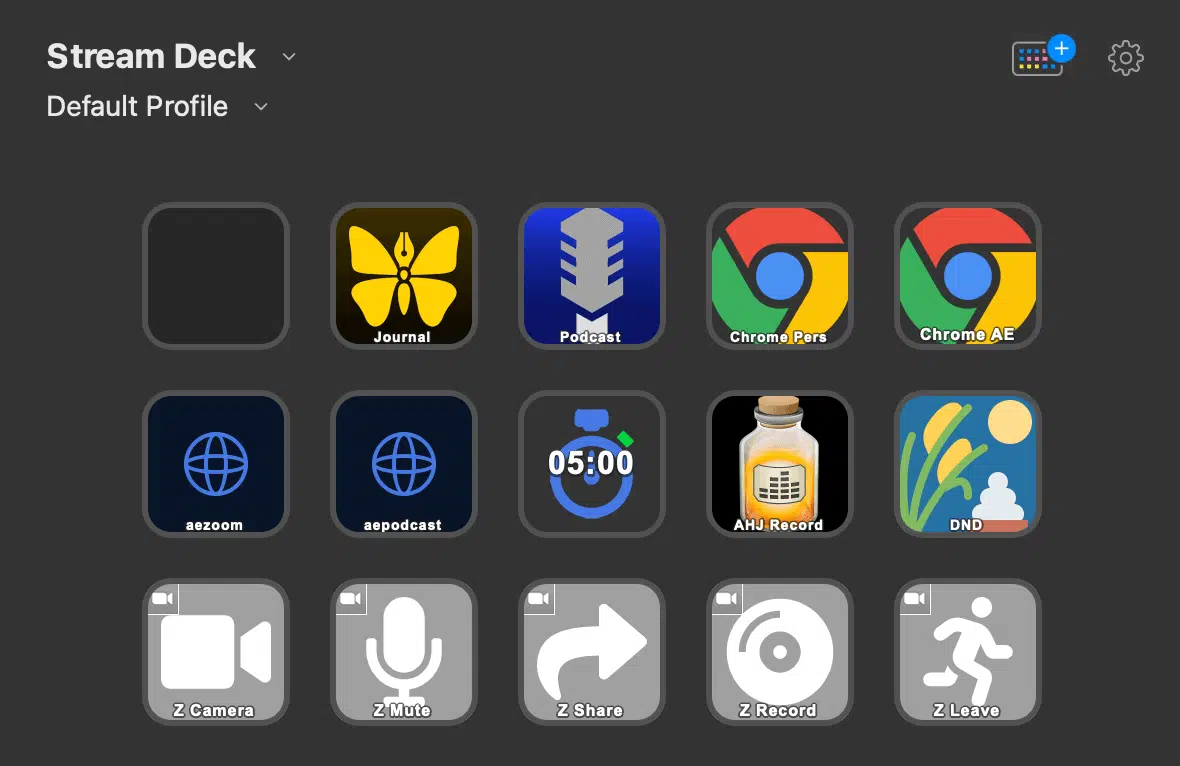 Stream Deck
Default Profile
Journal
Podcast
Chrome Pers
Chrome AE
aezoom
aepodcast
05:00
AHJ Record
DND
Z Camera
Z Mute
Z Share
Z Record
Z Leave